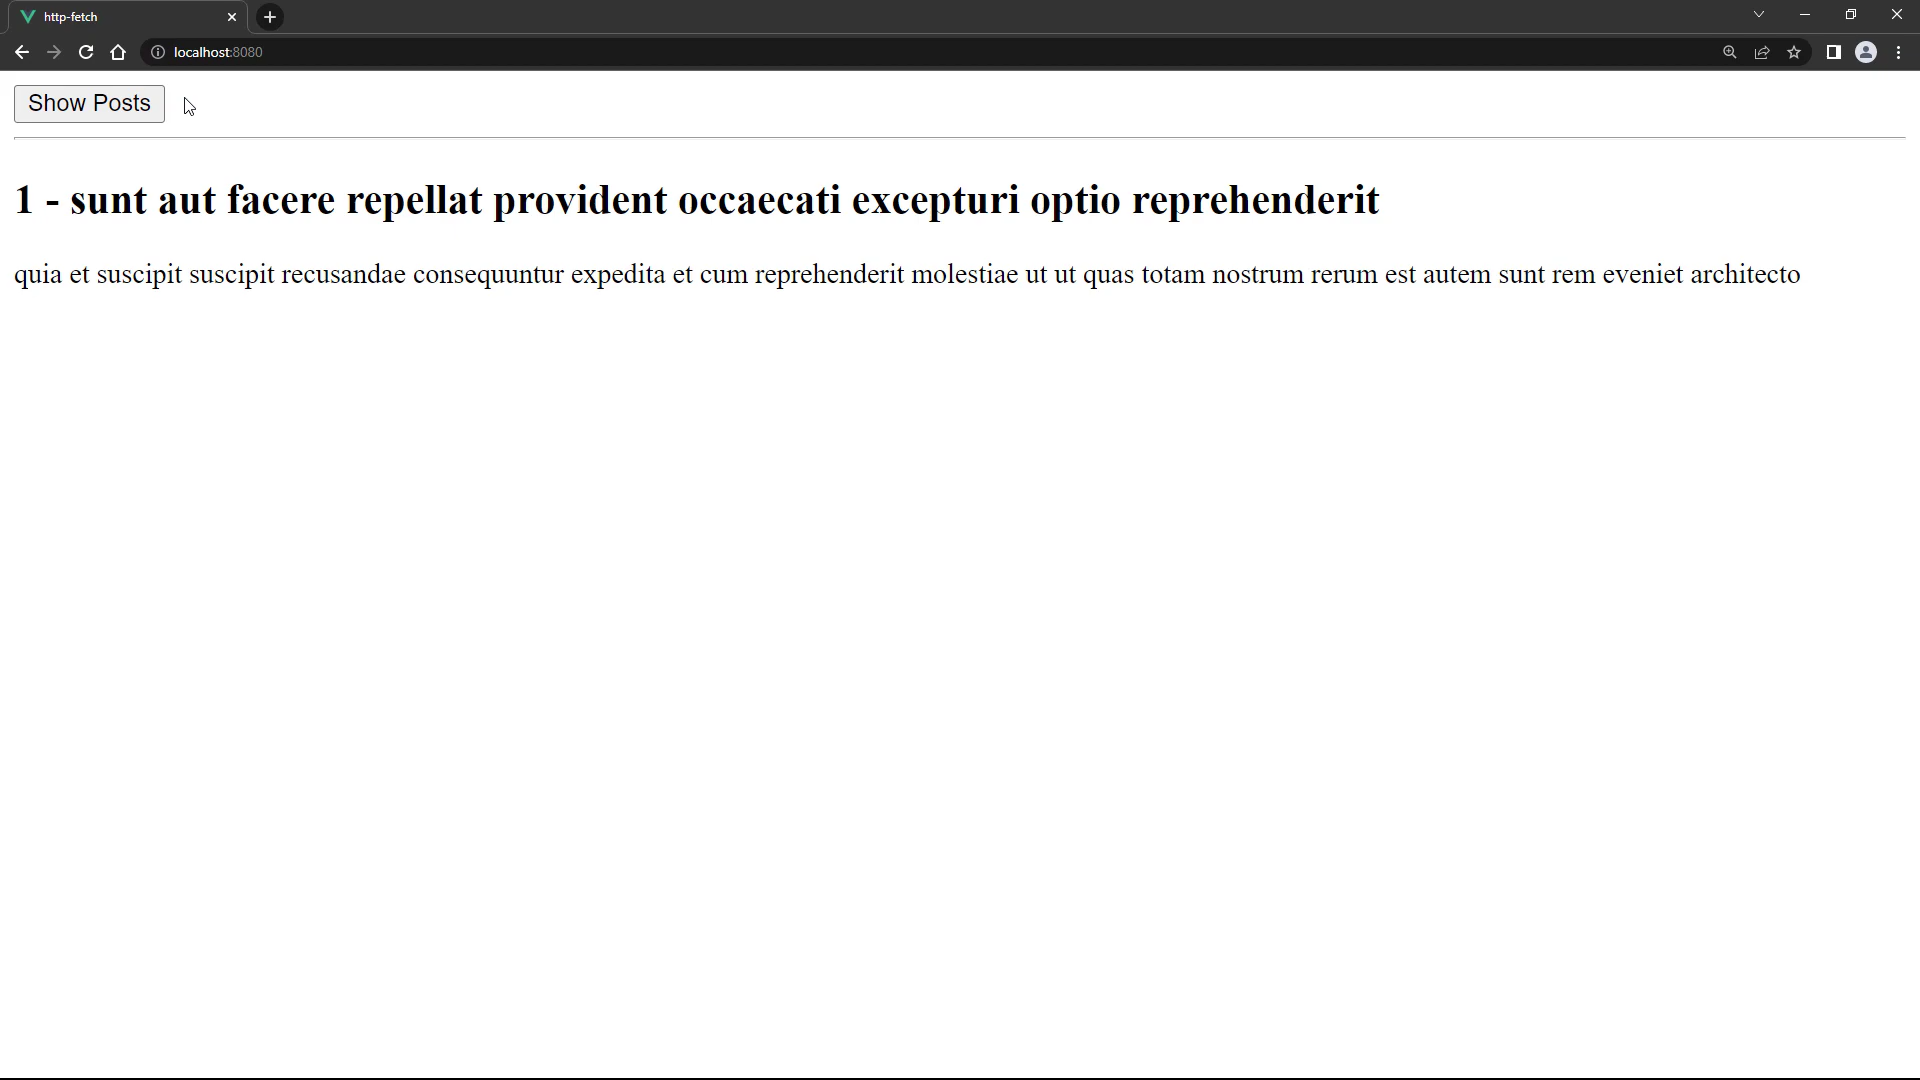 http-fetch
localhost:8080
Show Posts
1 - sunt aut facere repellat provident occaecati excepturi optio reprehenderit
quia et suscipit suscipit recusandae consequuntur expedita et cum reprehenderit molestiae ut ut quas totam nostrum rerum est autem sunt rem eveniet architecto